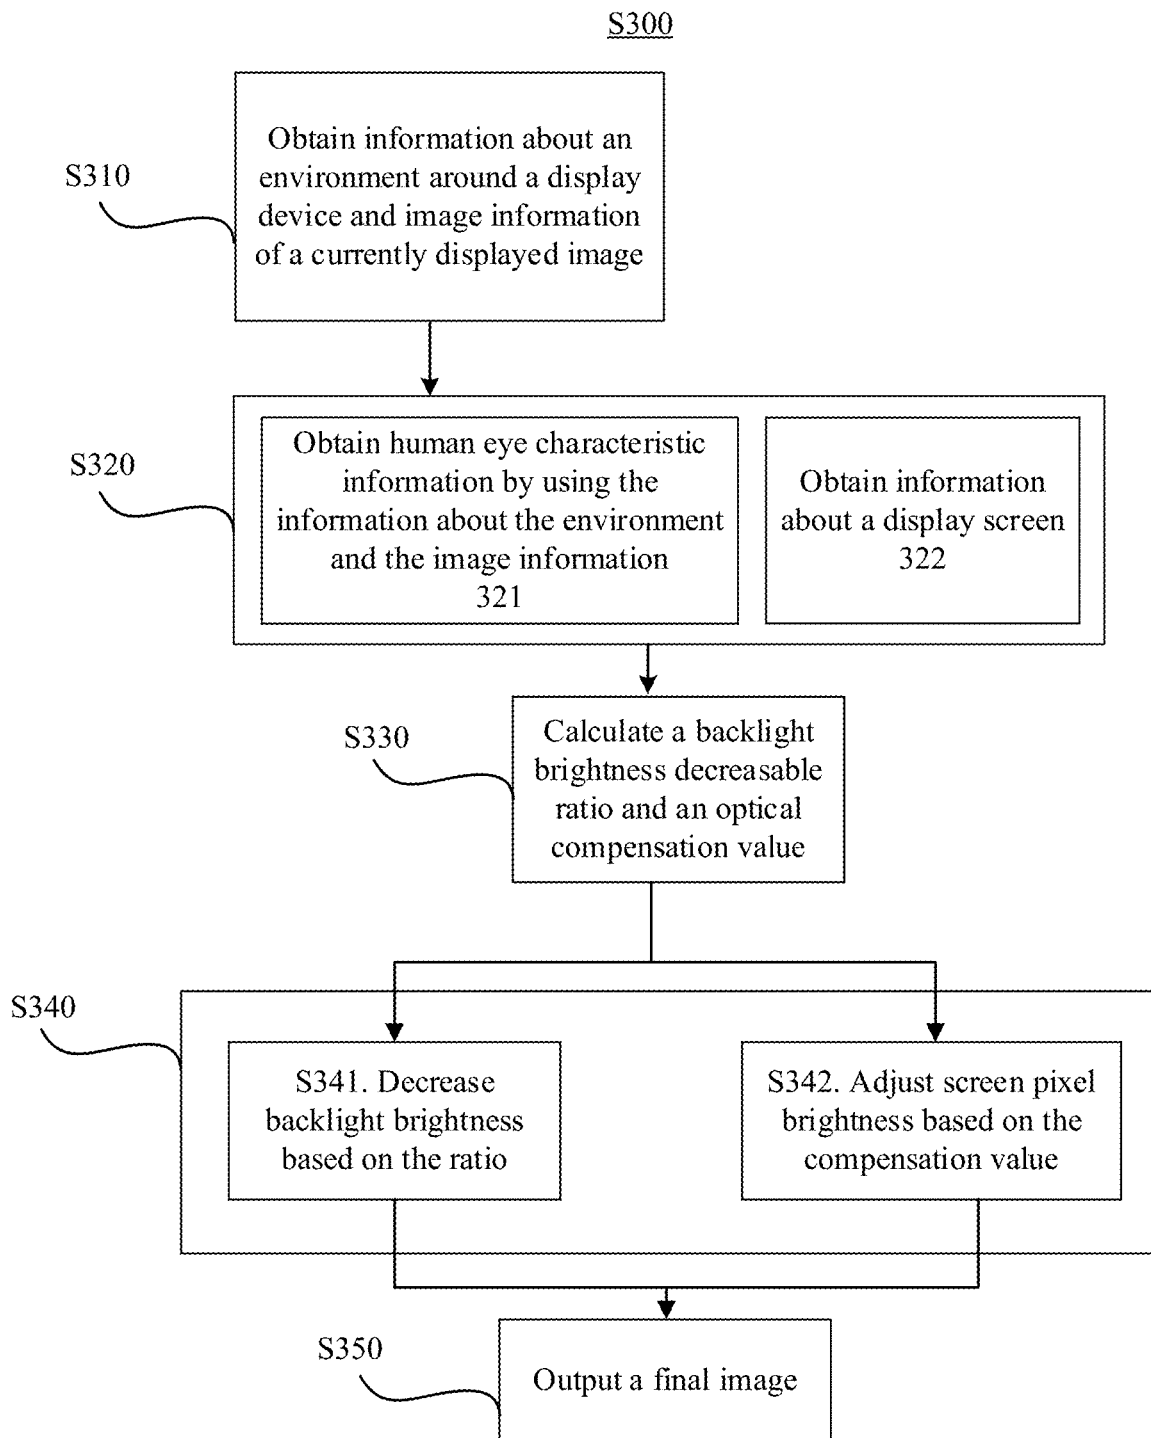 S300
S310
Obtain information about an
environment around a display
device and image information
of a currently displayed image
S320
Obtain human eye characteristic
information by using the
information about the environment
and the image information
321
Obtain information
about a display screen
322
S330
Calculate a backlight
brightness decreasable
ratio and an optical
compensation value
S340
S341. Decrease
backlight brightness
based on the ratio
S342. Adjust screen pixel
brightness based on the
compensation value
S350
Output a final image